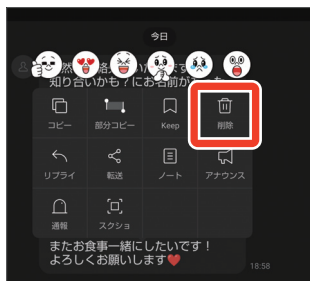 今日
知り合いかも？にお名前が
コピー
部分コピー
Keep
削除
リプライ
転送
ノート
アナウンス
通報
スクショ
またお食事一緒にしたいです！
よろしくお願いします❤
18:58